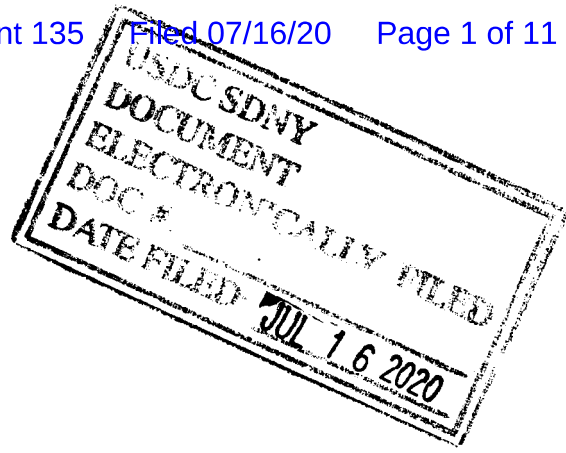 nt 135 Filed 07/16/20 Page 1 of 11
USDC SDNY
DOCUMENT
ELECTRONICALLY FILED
DOC #:
DATE FILED: JUL 16 2020